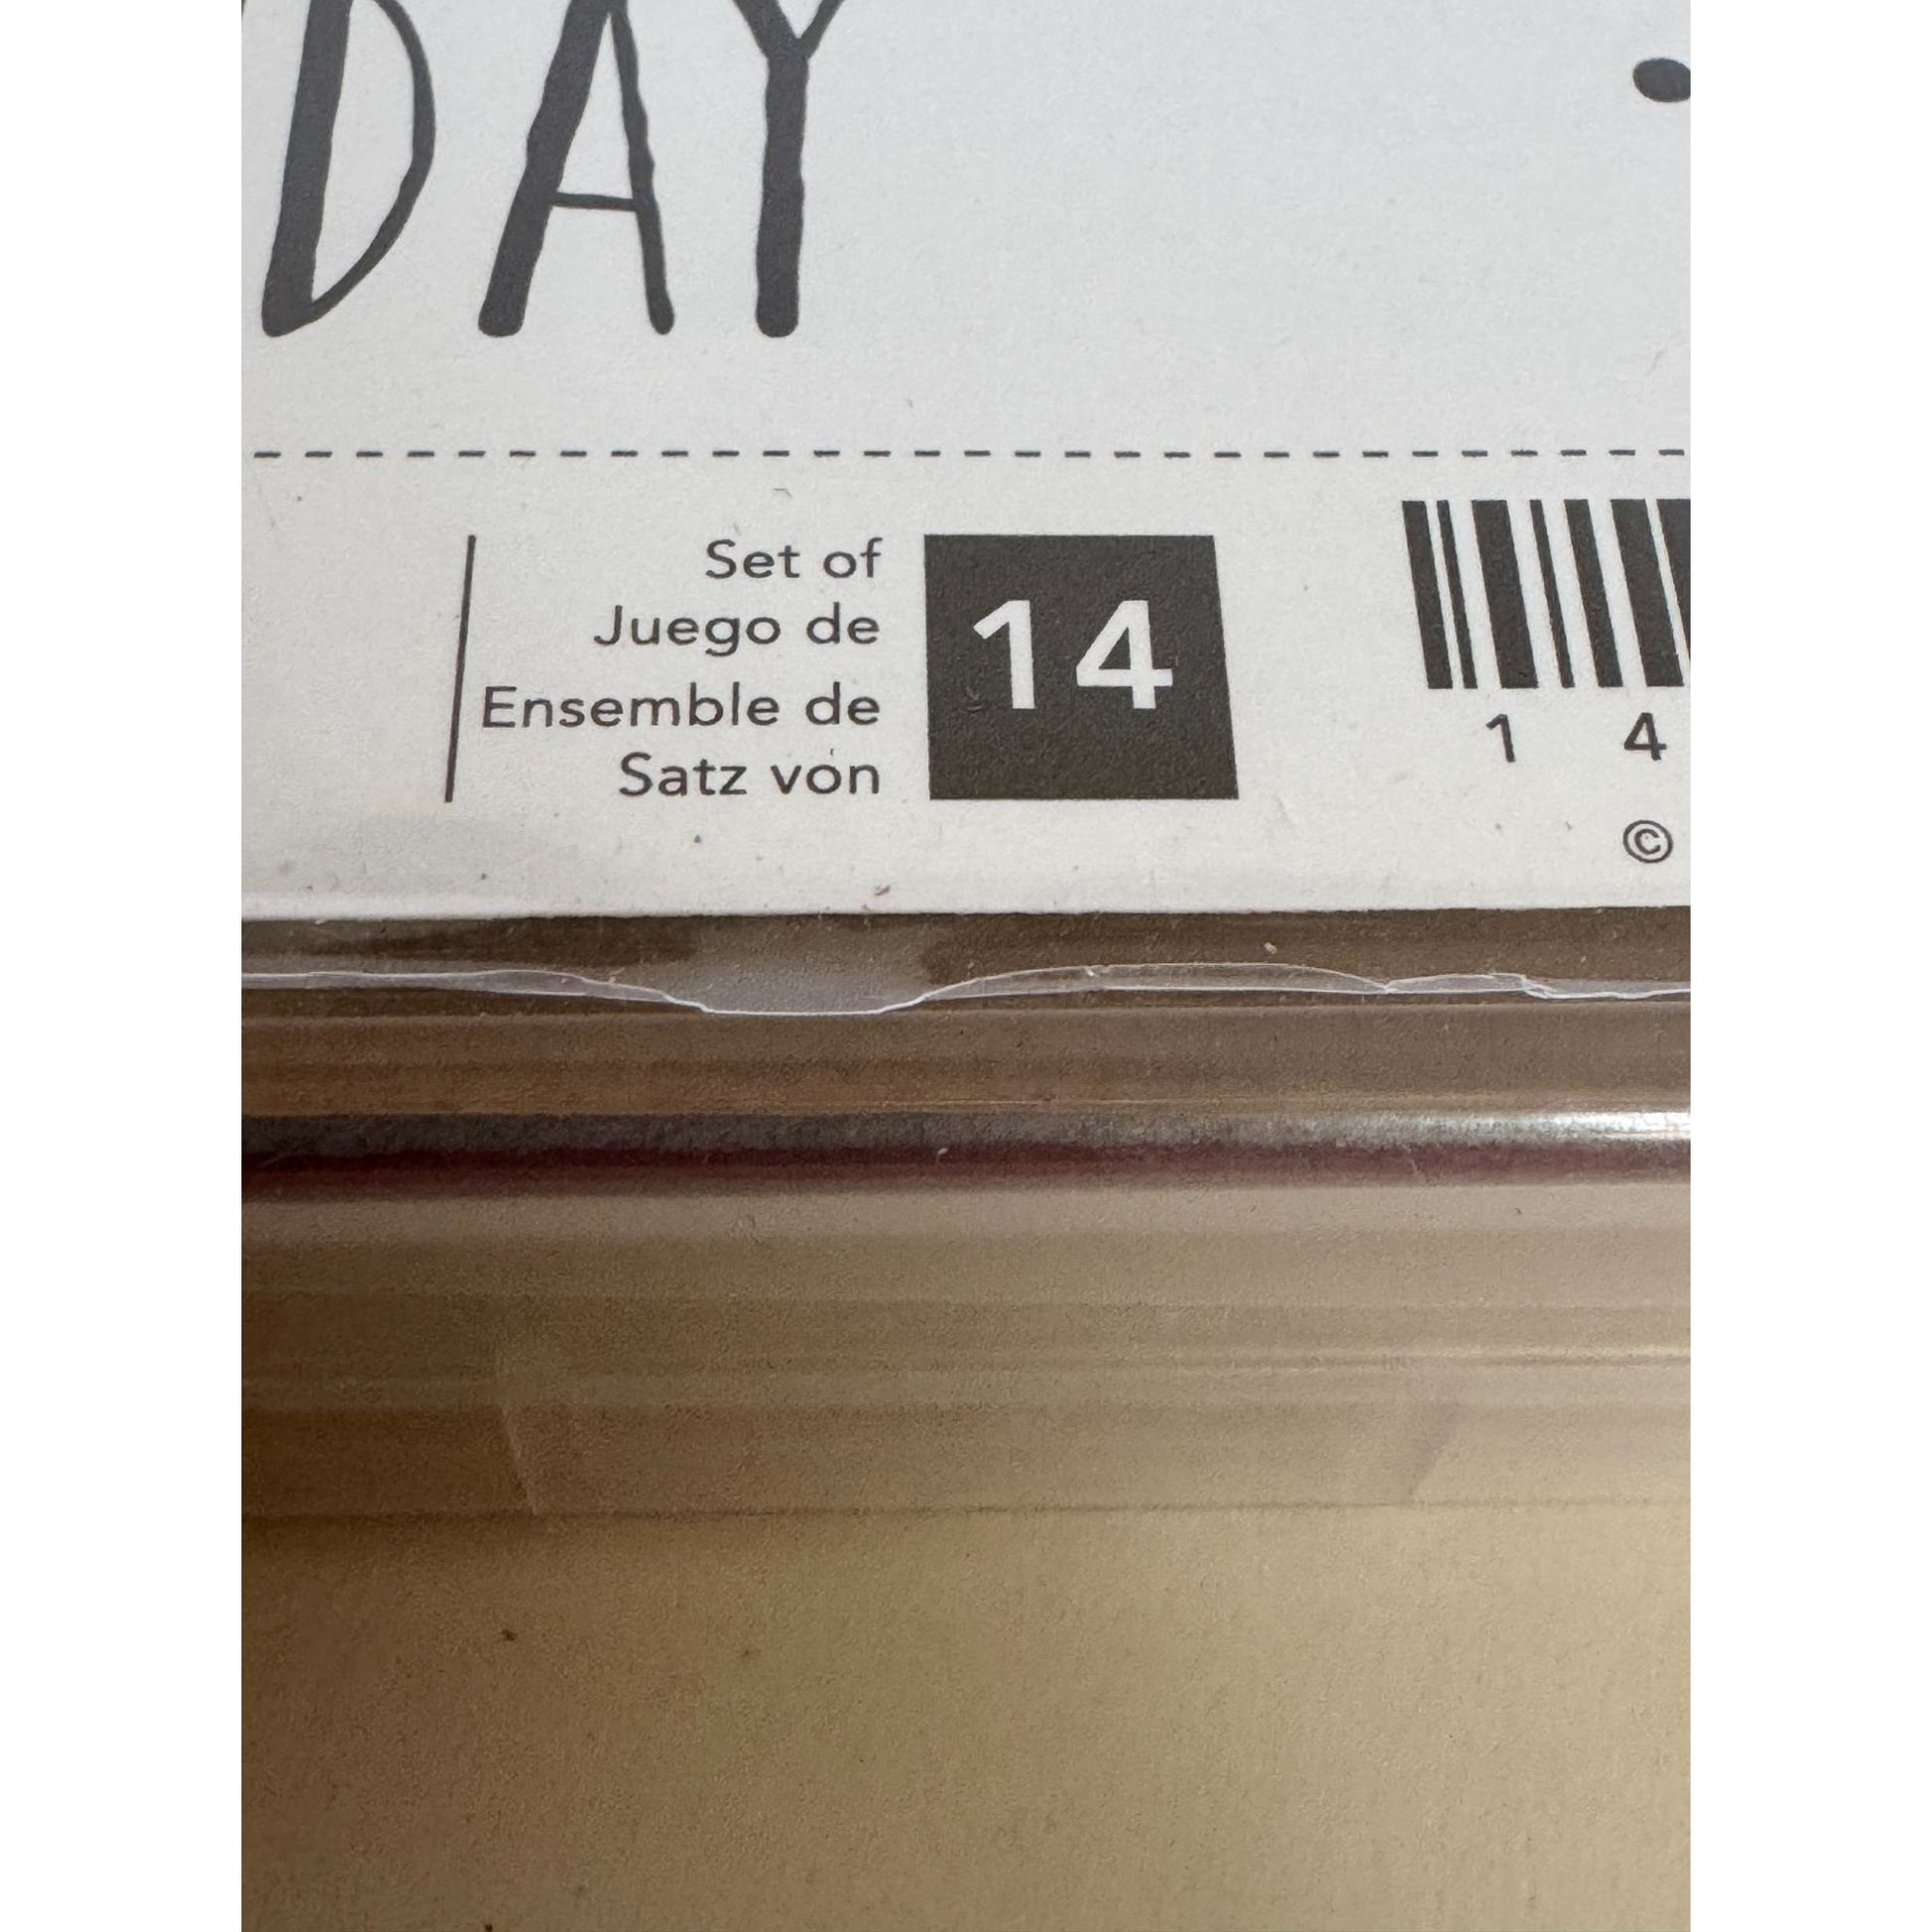 DAY
Set of
Juego de
Ensemble de
Satz von
14
1 4
©